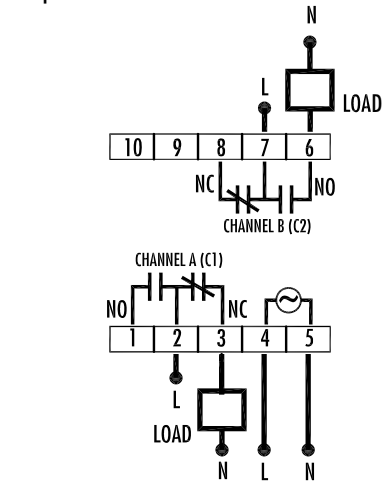 N
L
LOAD
10 9 8 7 6
NC NO
CHANNEL B (C2)
CHANNEL A (C1)
NO NC
1 2 3 4 5
L
LOAD
N L N